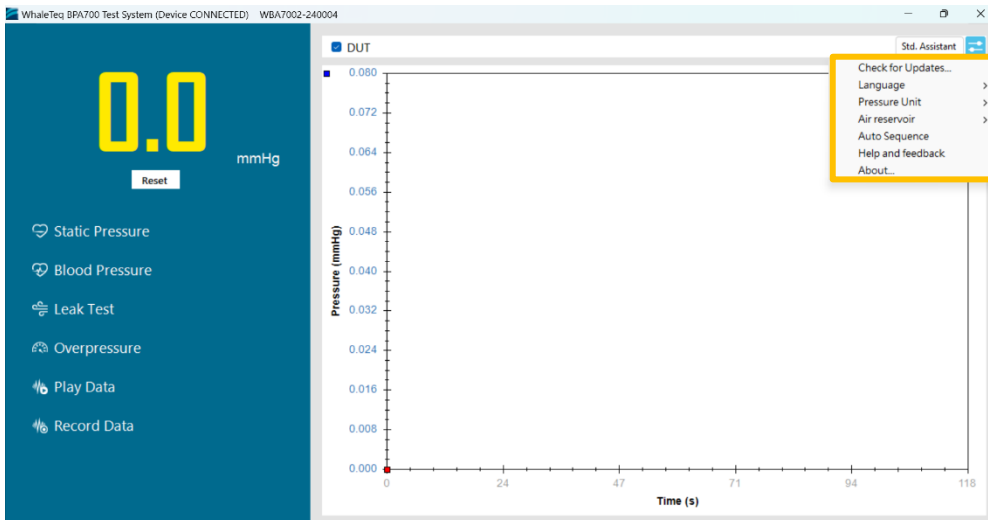 WhaleTeq BPA700 Test System (Device CONNECTED) WBA7002-240004
0.0
mmHg
Reset
Static Pressure
Blood Pressure
Leak Test
Overpressure
Play Data
Record Data
DUT
Std. Assistant
Check for Updates...
Language
Pressure Unit
Air reservoir
Auto Sequence
Help and feedback
About...
Pressure (mmHg)
0.080
0.072
0.064
0.056
0.048
0.040
0.032
0.024
0.016
0.008
0.000
0 24 47 71 94 118
Time (s)